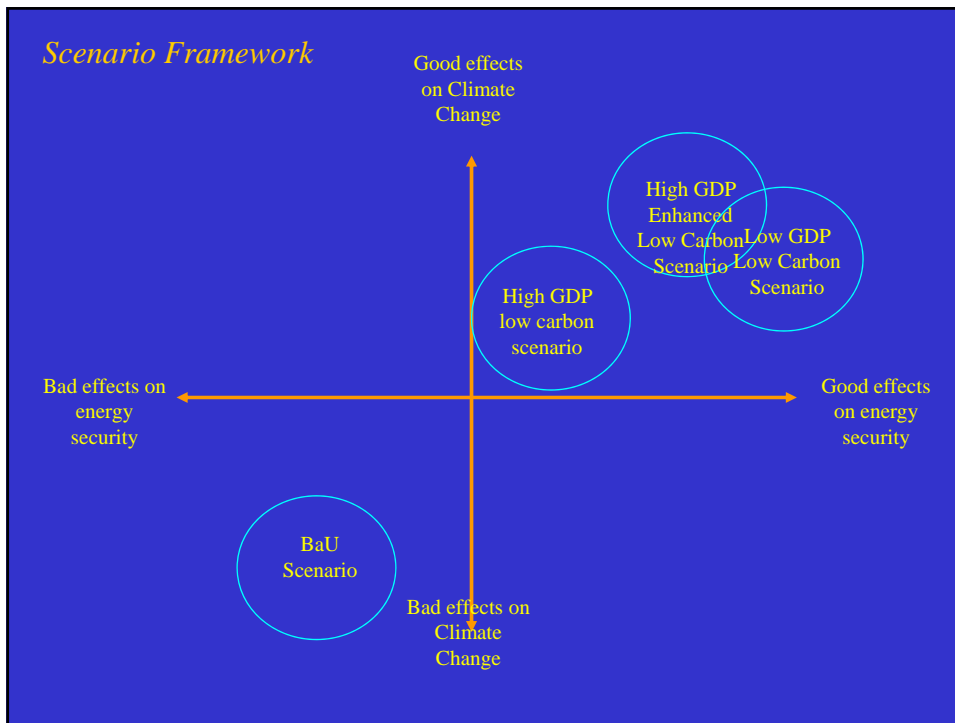 Scenario Framework
Good effects
on Climate
Change
High GDP
Enhanced
Low Carbon
Scenario
Low GDP
Low Carbon
Scenario
High GDP
low carbon
scenario
Bad effects on
energy
security
Good effects
on energy
security
BaU
Scenario
Bad effects on
Climate
Change